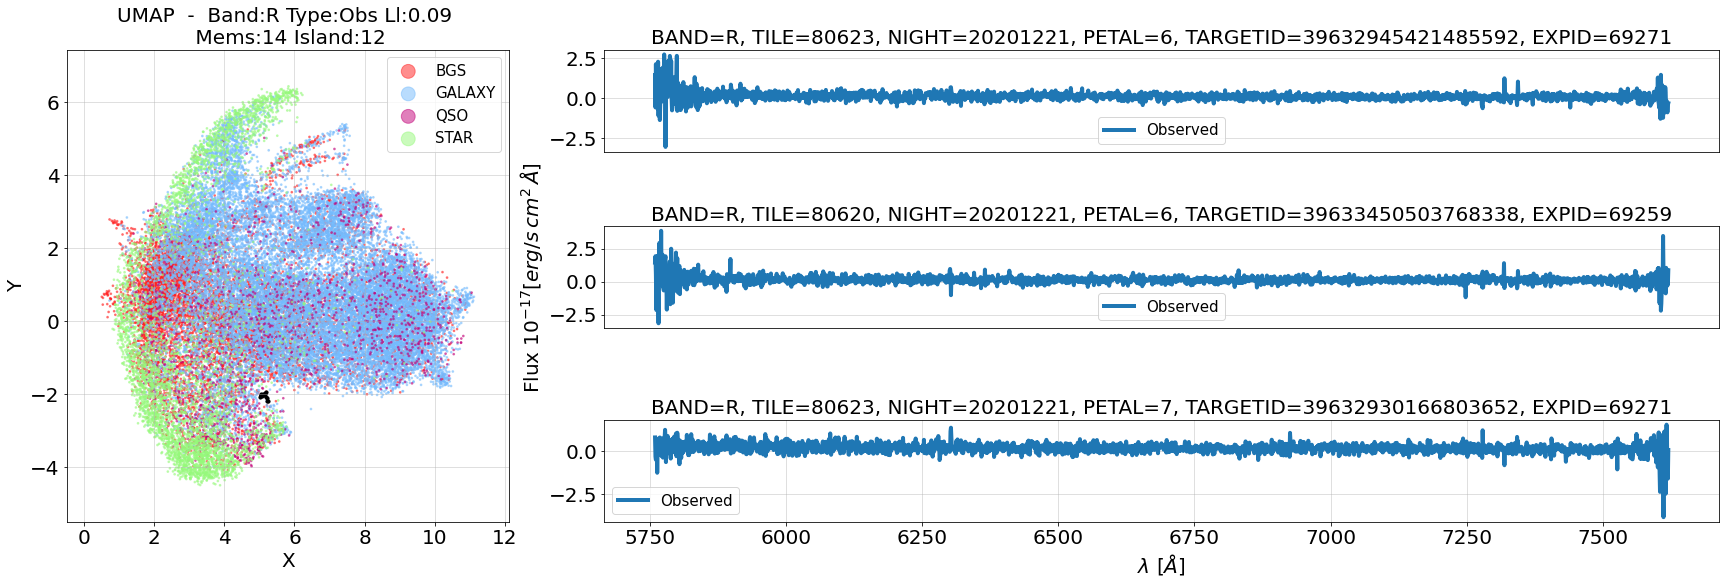 UMAP  -  Band:R Type:Obs Ll:0.09
Mems:14 Island:12
BGS
GALAXY
QSO
STAR
6
4
2
0
−2
−4
Y
0 2 4 6 8 10 12
X
Flux 10^{-17}[erg/s cm^2 Å]
BAND=R, TILE=80623, NIGHT=20201221, PETAL=6, TARGETID=39632945421485592, EXPID=69271
2.5
0.0
−2.5
Observed
BAND=R, TILE=80620, NIGHT=20201221, PETAL=6, TARGETID=39633450503768338, EXPID=69259
2.5
0.0
−2.5
Observed
BAND=R, TILE=80623, NIGHT=20201221, PETAL=7, TARGETID=39632930166803652, EXPID=69271
0.0
−2.5
Observed
5750 6000 6250 6500 6750 7000 7250 7500
λ [Å]